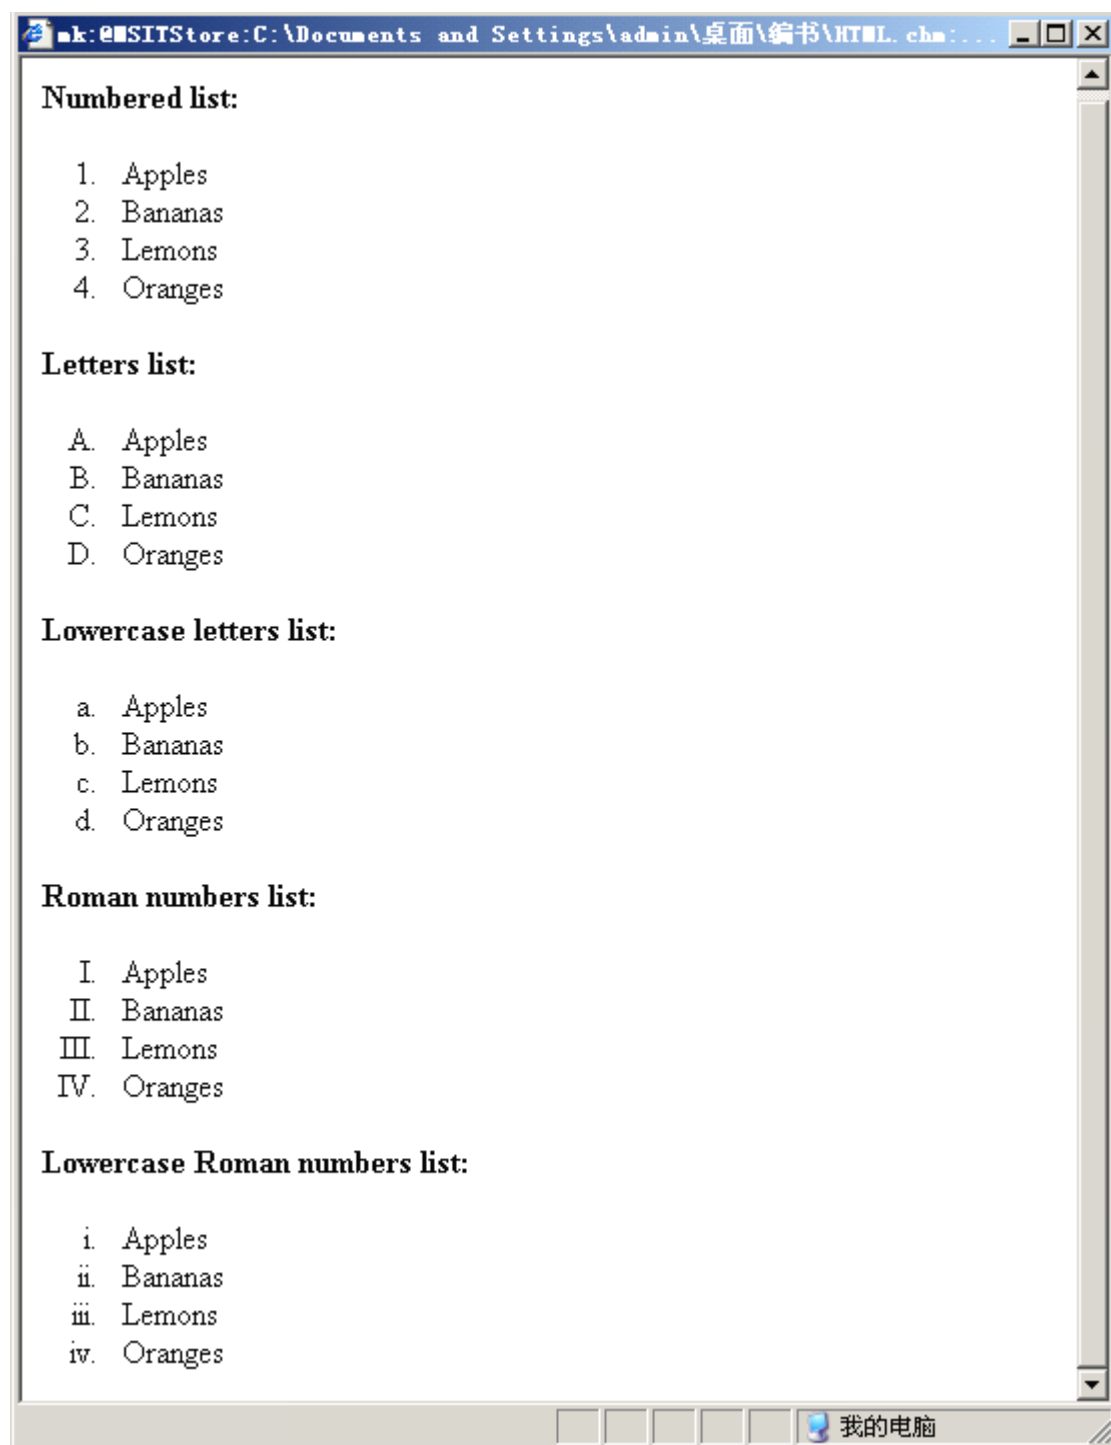 mk:@MSITStore:C:\Documents and Settings\admin\桌面\编书\HTML.chm:...
Numbered list:
1. Apples
2. Bananas
3. Lemons
4. Oranges
Letters list:
A. Apples
B. Bananas
C. Lemons
D. Oranges
Lowercase letters list:
a. Apples
b. Bananas
c. Lemons
d. Oranges
Roman numbers list:
I. Apples
II. Bananas
III. Lemons
IV. Oranges
Lowercase Roman numbers list:
i. Apples
ii. Bananas
iii. Lemons
iv. Oranges
我的电脑